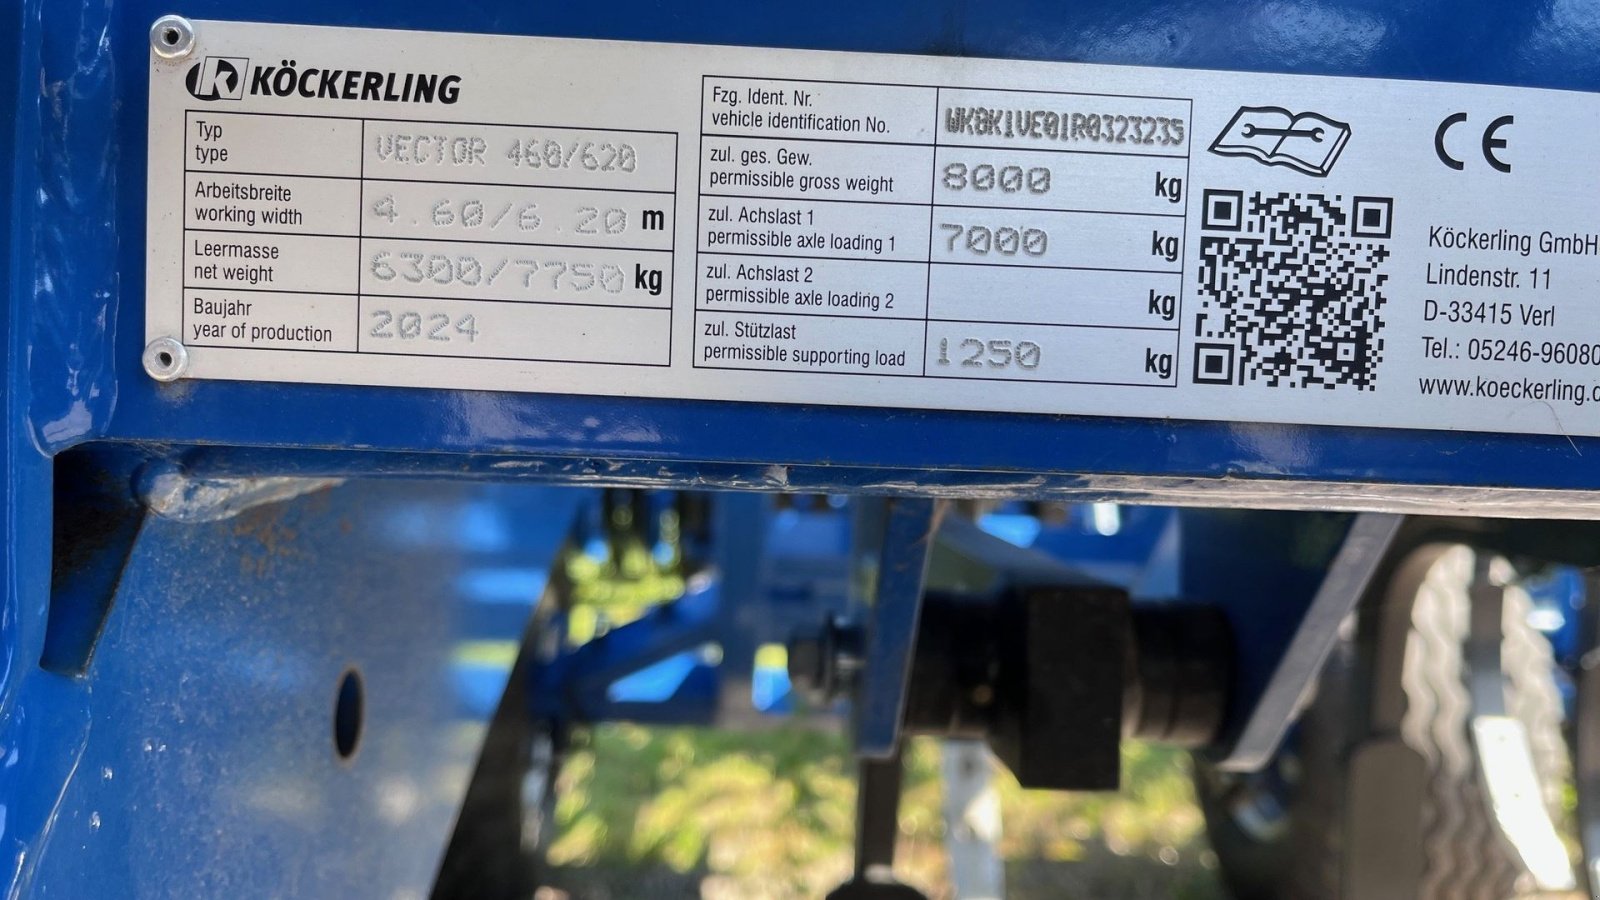 KÖCKERLING
Typ
type
VECTOR 460/620
Arbeitsbreite
working width
4.60/6.20 m
Leermasse
net weight
6300/7750 kg
Baujahr
year of production
2024
Fzg. Ident. Nr.
vehicle identification No.
WK0K1VE01R0323235
zul. ges. Gew.
permissible gross weight
8000 kg
zul. Achslast 1
permissible axle loading 1
7000 kg
zul. Achslast 2
permissible axle loading 2
kg
zul. Stützlast
permissible supporting load
1250 kg
CE
Köckerling GmbH
Lindenstr. 11
D-33415 Verl
Tel.: 05246-96080
www.koeckerling.d